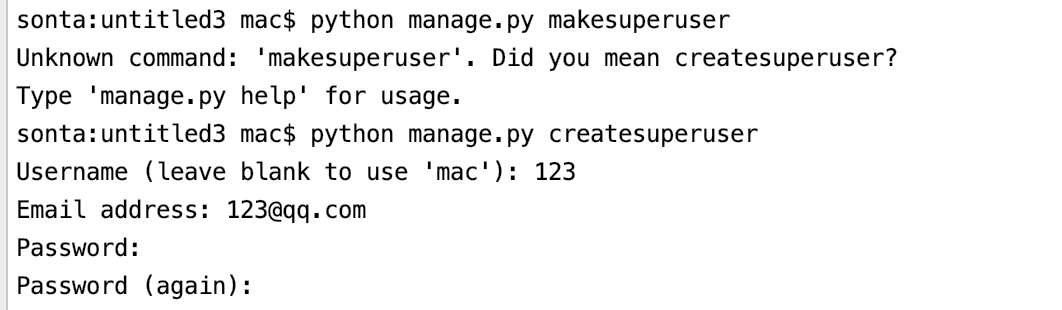 sonta:untitled3 mac$ python manage.py makesuperuser
Unknown command: 'makesuperuser'. Did you mean createsuperuser?
Type 'manage.py help' for usage.
sonta:untitled3 mac$ python manage.py createsuperuser
Username (leave blank to use 'mac'): 123
Email address: 123@qq.com
Password:
Password (again):